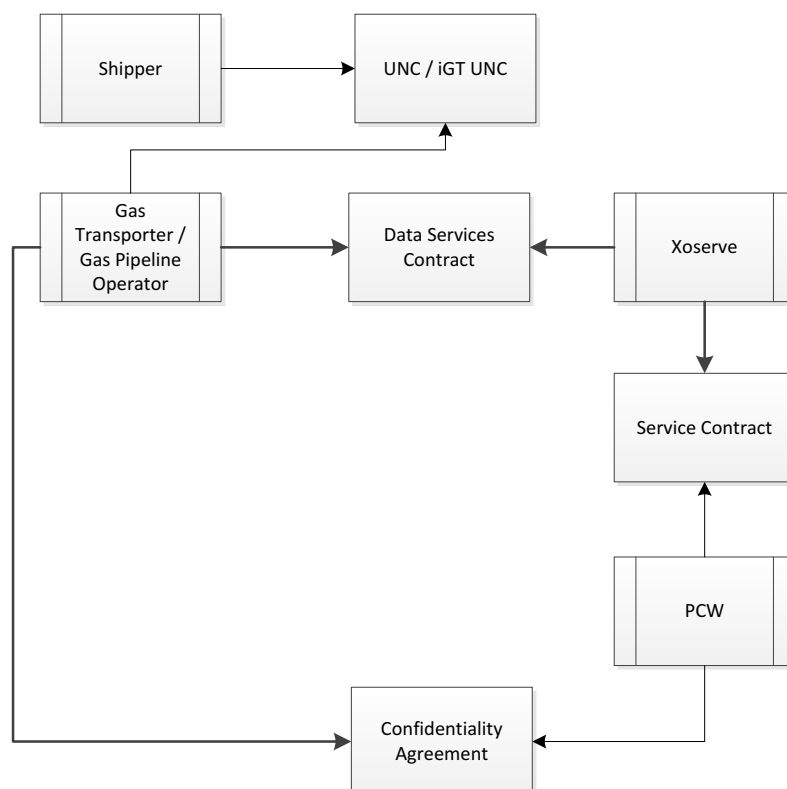 Shipper
UNC / iGT UNC
Gas
Transporter /
Gas Pipeline
Operator
Data Services
Contract
Xoserve
Service Contract
PCW
Confidentiality
Agreement